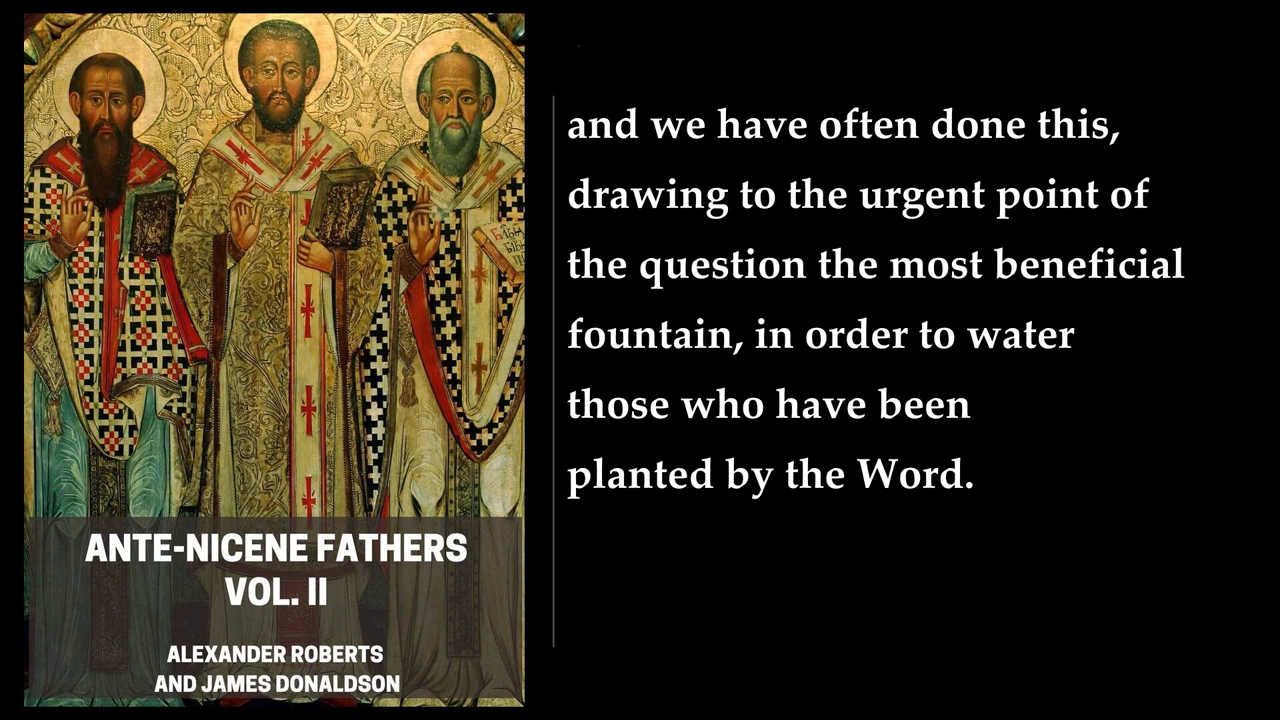 ANTE-NICENE FATHERS
VOL. II
ALEXANDER ROBERTS
AND JAMES DONALDSON
and we have often done this,
drawing to the urgent point of
the question the most beneficial
fountain, in order to water
those who have been
planted by the Word.